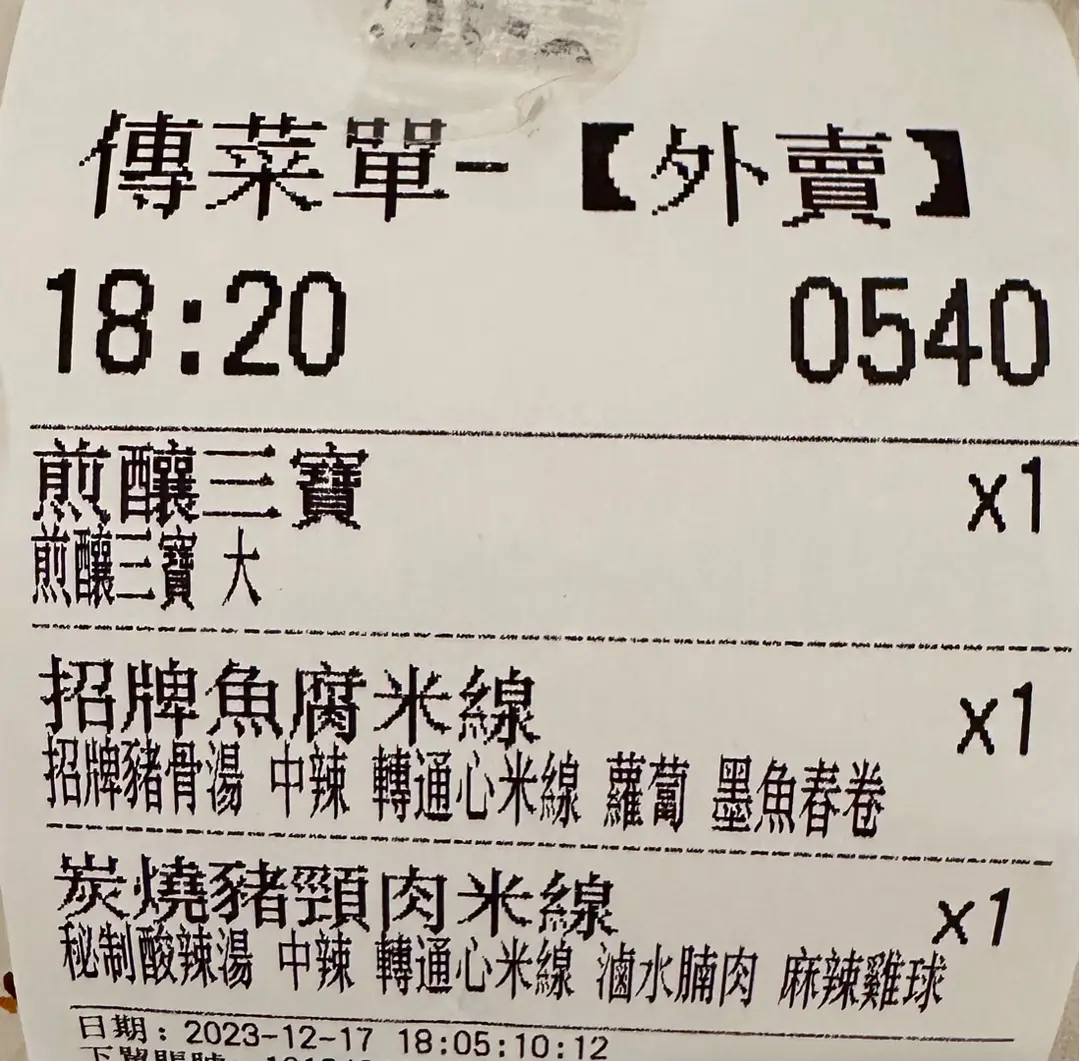 傳菜單-【外賣】
18:20 0540
煎釀三寶 x1
煎釀三寶 大
招牌魚腐米線 x1
招牌豬骨湯 中辣 轉通心米線 蘿蔔 墨魚春卷
炭燒豬頸肉米線 x1
秘制酸辣湯 中辣 轉通心米線 滷水腩肉 麻辣雞球
日期: 2023-12-17 18:05:10:12